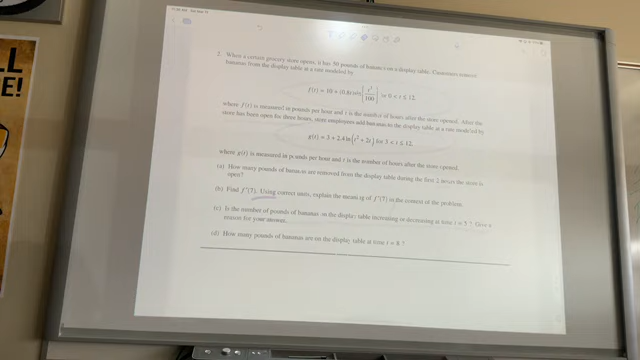 2. When a certain grocery store opens, it has 50 pounds of bananas on a display table. Customers remove
bananas from the display table at a rate modeled by
f(t) = 10 + (0.8t) sin(t³/100) for 0 < t ≤ 12,
where f(t) is measured in pounds per hour and t is the number of hours after the store opened. After the
store has been open for three hours, store employees add bananas to the display table at a rate modeled by
g(t) = 3 + 2.4 ln(t² + 2t) for 3 < t ≤ 12,
where g(t) is measured in pounds per hour and t is the number of hours after the store opened.
(a) How many pounds of bananas are removed from the display table during the first 2 hours the store is
open?
(b) Find f′(7). Using correct units, explain the meaning of f′(7) in the context of the problem.
(c) Is the number of pounds of bananas on the display table increasing or decreasing at time t = 5 ? Give a
reason for your answer.
(d) How many pounds of bananas are on the display table at time t = 8 ?
L
E!